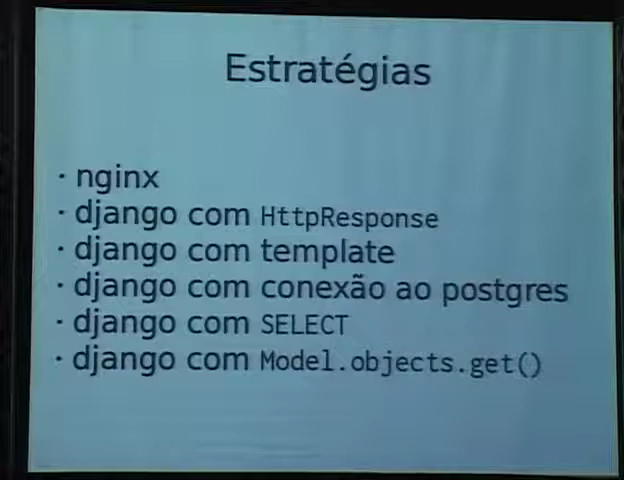 Estratégias
· nginx
· django com HttpResponse
· django com template
· django com conexão ao postgres
· django com SELECT
· django com Model.objects.get()